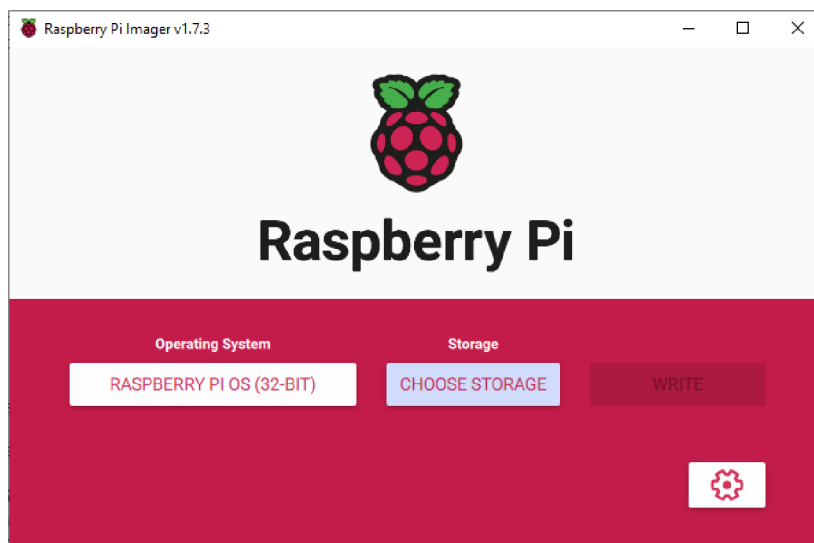 Raspberry Pi Imager v1.7.3
Raspberry Pi
Operating System
Storage
RASPBERRY PI OS (32-BIT)
CHOOSE STORAGE
WRITE